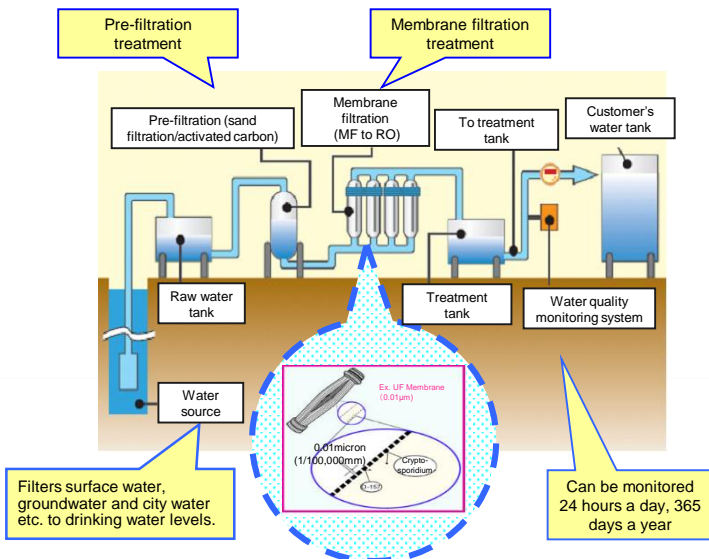 Pre-filtration
treatment
Membrane filtration
treatment
Pre-filtration (sand
filtration/activated carbon)
Membrane
filtration
(MF to RO)
To treatment
tank
Customer's
water tank
Raw water
tank
Treatment
tank
Water quality
monitoring system
Water
source
Ex. UF Membrane
(0.01μm)
0.01micron
(1/100,000mm)
Crypto-
sporidium
O-157
Filters surface water,
groundwater and city water
etc. to drinking water levels.
Can be monitored
24 hours a day, 365
days a year